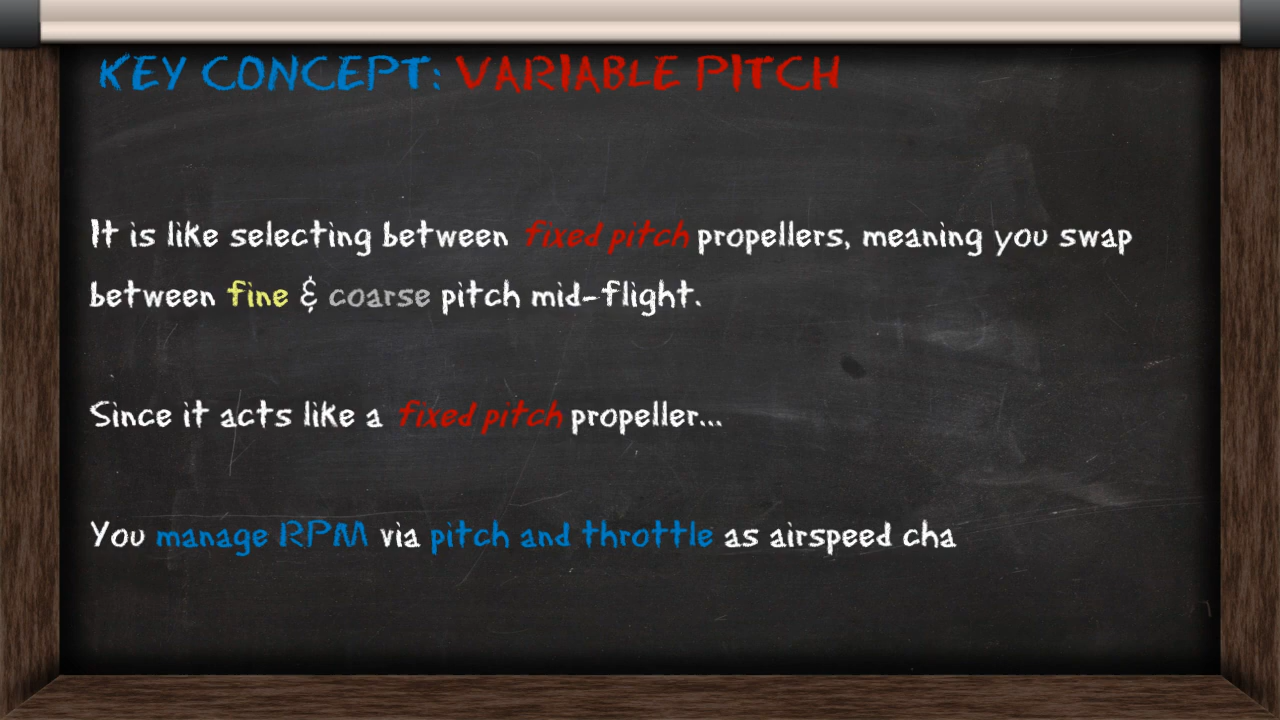 KEY CONCEPT: VARIABLE PITCH
It is like selecting between fixed pitch propellers, meaning you swap
between fine & coarse pitch mid-flight.
Since it acts like a fixed pitch propeller...
You manage RPM via pitch and throttle as airspeed cha